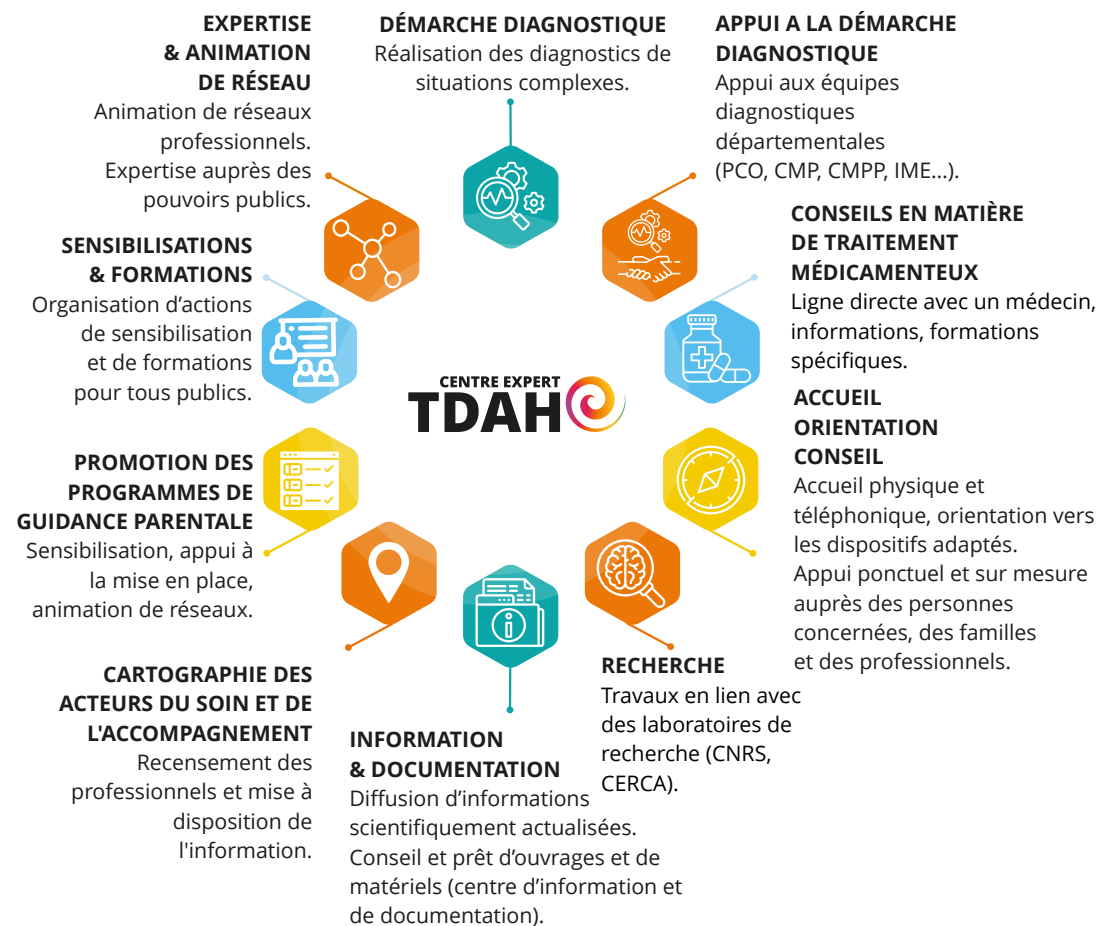 EXPERTISE
& ANIMATION
DE RÉSEAU
Animation de réseaux
professionnels.
Expertise auprès des
pouvoirs publics.
DÉMARCHE DIAGNOSTIQUE
Réalisation des diagnostics de
situations complexes.
APPUI A LA DÉMARCHE
DIAGNOSTIQUE
Appui aux équipes
diagnostiques
départementales
(PCO, CMP, CMPP, IME...).
SENSIBILISATIONS
& FORMATIONS
Organisation d’actions
de sensibilisation
et de formations
pour tous publics.
CONSEILS EN MATIÈRE
DE TRAITEMENT
MÉDICAMENTEUX
Ligne directe avec un médecin,
informations, formations
spécifiques.
CENTRE EXPERT
TDAH
PROMOTION DES
PROGRAMMES DE
GUIDANCE PARENTALE
Sensibilisation, appui à
la mise en place,
animation de réseaux.
ACCUEIL
ORIENTATION
CONSEIL
Accueil physique et
téléphonique, orientation vers
les dispositifs adaptés.
Appui ponctuel et sur mesure
auprès des personnes
concernées, des familles
et des professionnels.
CARTOGRAPHIE DES
ACTEURS DU SOIN ET DE
L'ACCOMPAGNEMENT
Recensement des
professionnels et mise à
disposition de
l'information.
INFORMATION
& DOCUMENTATION
Diffusion d’informations
scientifiquement actualisées.
Conseil et prêt d’ouvrages et de
matériels (centre d’information et
de documentation).
RECHERCHE
Travaux en lien avec
des laboratoires de
recherche (CNRS,
CERCA).